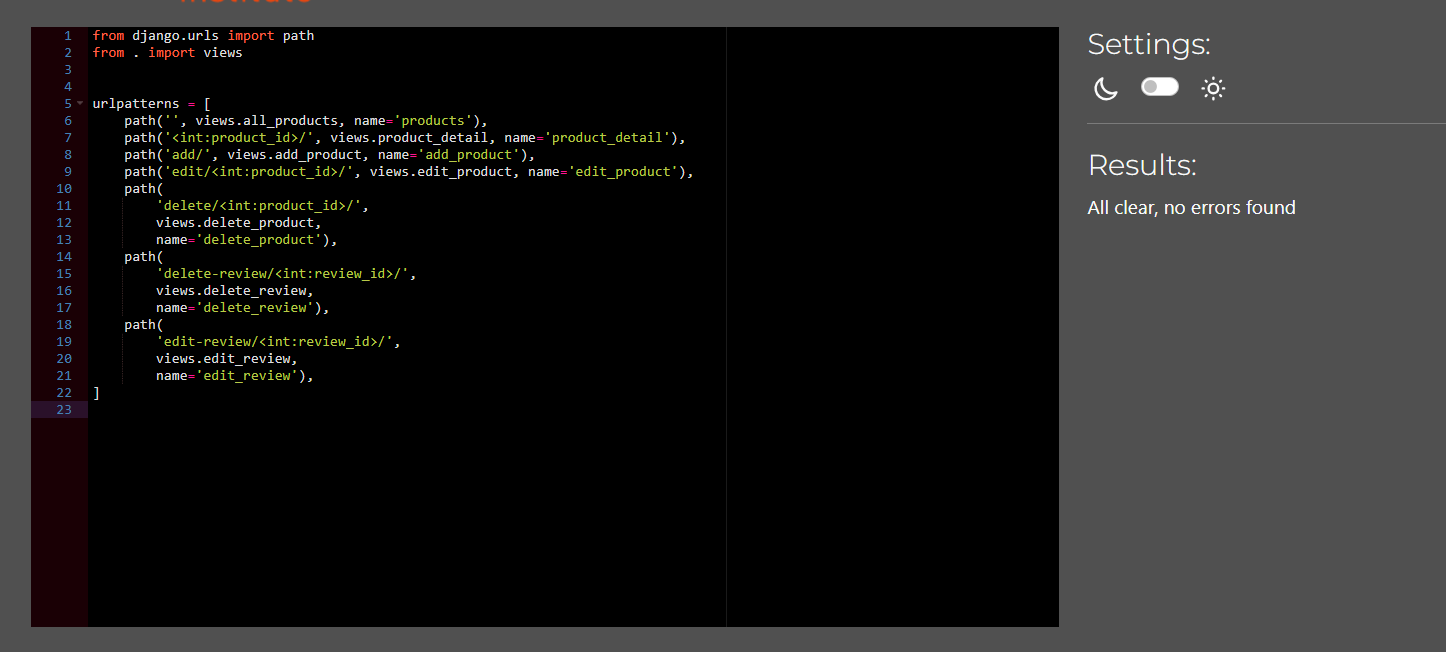 1 from django.urls import path
2 from . import views
3
4
5 urlpatterns = [
6     path('', views.all_products, name='products'),
7     path('<int:product_id>/', views.product_detail, name='product_detail'),
8     path('add/', views.add_product, name='add_product'),
9     path('edit/<int:product_id>/', views.edit_product, name='edit_product'),
10     path(
11         'delete/<int:product_id>/',
12         views.delete_product,
13         name='delete_product'),
14     path(
15         'delete-review/<int:review_id>/',
16         views.delete_review,
17         name='delete_review'),
18     path(
19         'edit-review/<int:review_id>/',
20         views.edit_review,
21         name='edit_review'),
22 ]
23
Settings:
Results:
All clear, no errors found